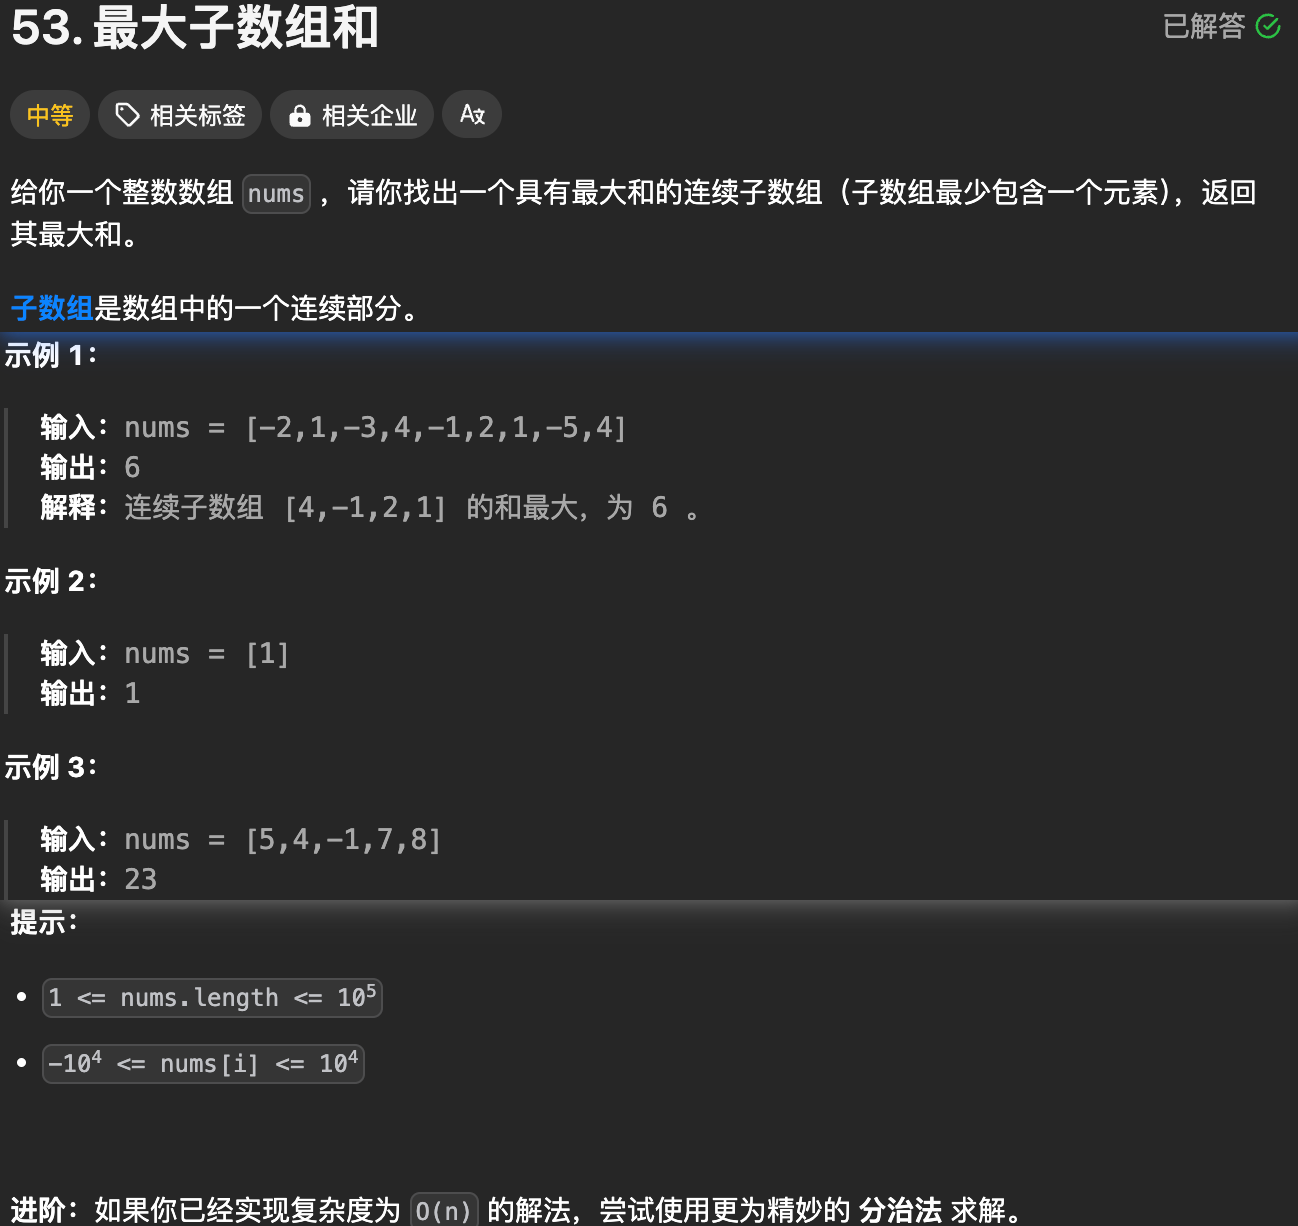 53. 最大子数组和
已解答
中等 相关标签 相关企业 A文
给你一个整数数组 nums ，请你找出一个具有最大和的连续子数组（子数组最少包含一个元素），返回
其最大和。
子数组是数组中的一个连续部分。
示例 1：
输入：nums = [-2,1,-3,4,-1,2,1,-5,4]
输出：6
解释：连续子数组 [4,-1,2,1] 的和最大，为 6 。
示例 2：
输入：nums = [1]
输出：1
示例 3：
输入：nums = [5,4,-1,7,8]
输出：23
提示：
• 1 <= nums.length <= 10⁵
• -10⁴ <= nums[i] <= 10⁴
进阶：如果你已经实现复杂度为 O(n) 的解法，尝试使用更为精妙的 分治法 求解。